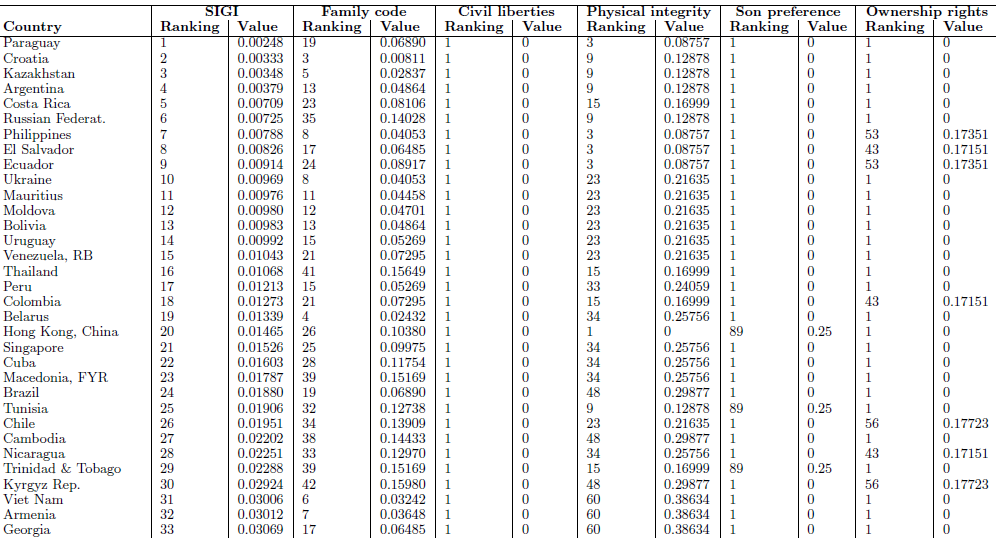 SIGI Family code Civil liberties Physical integrity Son preference Ownership rights
Country Ranking Value Ranking Value Ranking Value Ranking Value Ranking Value Ranking Value
Paraguay 1 0.00248 19 0.06890 1 0 3 0.08757 1 0 1 0
Croatia 2 0.00333 3 0.00811 1 0 9 0.12878 1 0 1 0
Kazakhstan 3 0.00348 5 0.02837 1 0 9 0.12878 1 0 1 0
Argentina 4 0.00379 13 0.04864 1 0 9 0.12878 1 0 1 0
Costa Rica 5 0.00709 23 0.08106 1 0 15 0.16999 1 0 1 0
Russian Federat. 6 0.00725 35 0.14028 1 0 9 0.12878 1 0 1 0
Philippines 7 0.00788 8 0.04053 1 0 3 0.08757 1 0 53 0.17351
El Salvador 8 0.00826 17 0.06485 1 0 3 0.08757 1 0 43 0.17151
Ecuador 9 0.00914 24 0.08917 1 0 3 0.08757 1 0 53 0.17351
Ukraine 10 0.00969 8 0.04053 1 0 23 0.21635 1 0 1 0
Mauritius 11 0.00976 11 0.04458 1 0 23 0.21635 1 0 1 0
Moldova 12 0.00980 12 0.04701 1 0 23 0.21635 1 0 1 0
Bolivia 13 0.00983 13 0.04864 1 0 23 0.21635 1 0 1 0
Uruguay 14 0.00992 15 0.05269 1 0 23 0.21635 1 0 1 0
Venezuela, RB 15 0.01043 21 0.07295 1 0 23 0.21635 1 0 1 0
Thailand 16 0.01068 41 0.15649 1 0 15 0.16999 1 0 1 0
Peru 17 0.01213 15 0.05269 1 0 33 0.24059 1 0 1 0
Colombia 18 0.01273 21 0.07295 1 0 15 0.16999 1 0 43 0.17151
Belarus 19 0.01339 4 0.02432 1 0 34 0.25756 1 0 1 0
Hong Kong, China 20 0.01465 26 0.10380 1 0 1 0 89 0.25 1 0
Singapore 21 0.01526 25 0.09975 1 0 34 0.25756 1 0 1 0
Cuba 22 0.01603 28 0.11754 1 0 34 0.25756 1 0 1 0
Macedonia, FYR 23 0.01787 39 0.15169 1 0 34 0.25756 1 0 1 0
Brazil 24 0.01880 19 0.06890 1 0 48 0.29877 1 0 1 0
Tunisia 25 0.01906 32 0.12738 1 0 9 0.12878 89 0.25 1 0
Chile 26 0.01951 34 0.13909 1 0 23 0.21635 1 0 56 0.17723
Cambodia 27 0.02202 38 0.14433 1 0 48 0.29877 1 0 1 0
Nicaragua 28 0.02251 33 0.12970 1 0 34 0.25756 1 0 43 0.17151
Trinidad & Tobago 29 0.02288 39 0.15169 1 0 15 0.16999 89 0.25 1 0
Kyrgyz Rep. 30 0.02924 42 0.15980 1 0 48 0.29877 1 0 56 0.17723
Viet Nam 31 0.03006 6 0.03242 1 0 60 0.38634 1 0 1 0
Armenia 32 0.03012 7 0.03648 1 0 60 0.38634 1 0 1 0
Georgia 33 0.03069 17 0.06485 1 0 60 0.38634 1 0 1 0